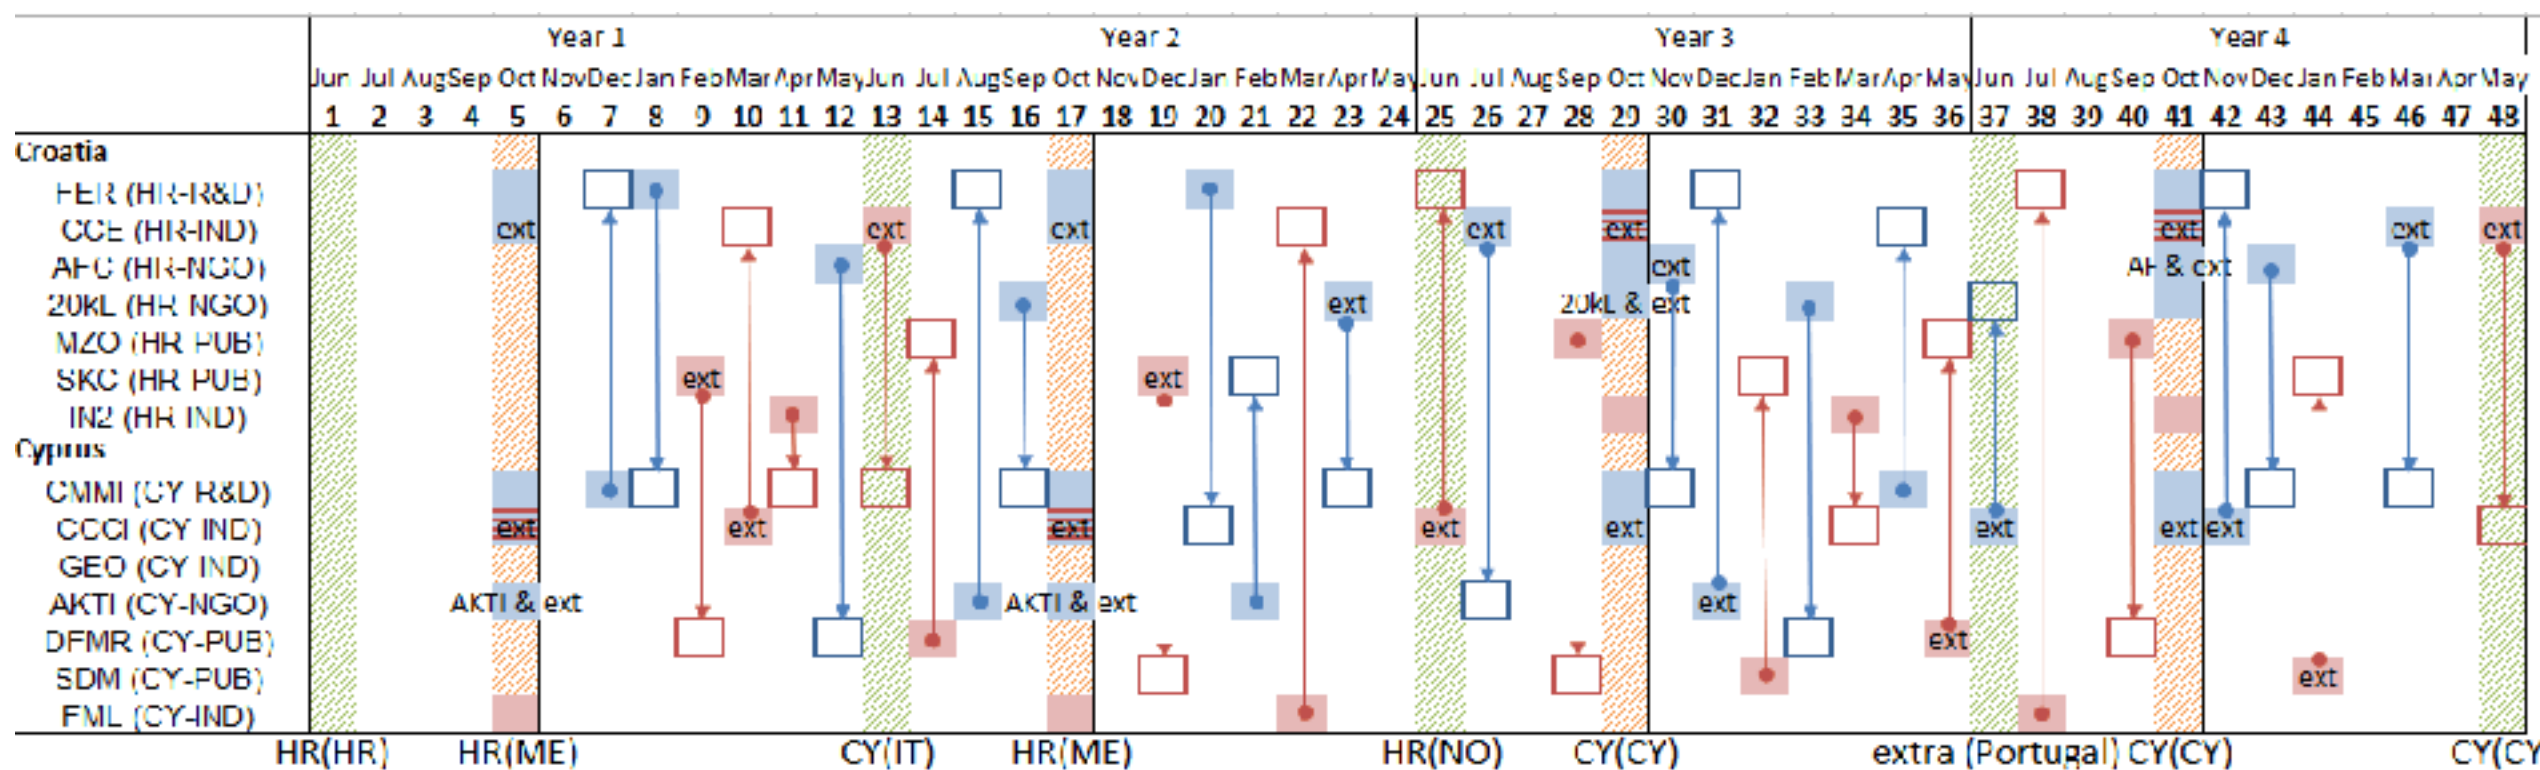 Year 1 Year 2 Year 3 Year 4
Jun Jul Aug Sep Oct Nov Dec Jan Feb Mar Apr May Jun Jul Aug Sep Oct Nov Dec Jan Feb Mar Apr May Jun Jul Aug Sep Oct Nov Dec Jan Feb Mar Apr May Jun Jul Aug Sep Oct Nov Dec Jan Feb Mar Apr May
1 2 3 4 5 6 7 8 9 10 11 12 13 14 15 16 17 18 19 20 21 22 23 24 25 26 27 28 29 30 31 32 33 34 35 36 37 38 39 40 41 42 43 44 45 46 47 48
Croatia
FER (HR-R&D)
CCE (HR-IND) ext ext ext ext ext ext ext ext
AFC (HR-NGO) ext AF & ext
20kL (HR NGO) ext 20kL & ext
MZO (HR PUB)
SKC (HR PUB) ext ext
IN2 (HR IND)
Cyprus
CMMI (CY R&D)
CCCI (CY IND) ext ext ext ext ext ext ext ext
GEO (CY IND)
AKTI (CY-NGO) AKTI & ext AKTI & ext ext
DFMR (CY-PUB) ext
SDM (CY-PUB) ext
FML (CY-IND)
HR(HR) HR(ME) CY(IT) HR(ME) HR(NO) CY(CY) extra (Portugal) CY(CY) CY(CY